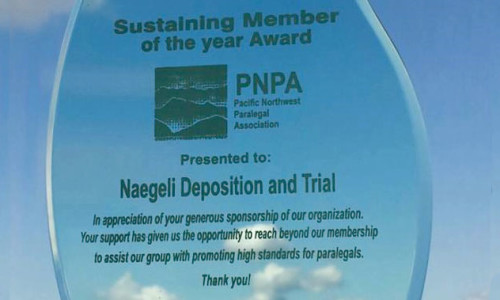 Sustaining Member
of the year Award
PNPA
Pacific Northwest
Paralegal
Association
Presented to:
Naegeli Deposition and Trial
In appreciation of your generous sponsorship of our organization.
Your support has given us the opportunity to reach beyond our membership
to assist our group with promoting high standards for paralegals.
Thank you!